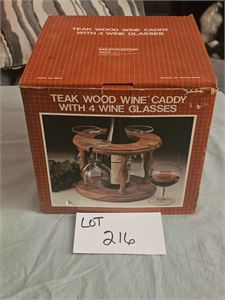 TEAK WOOD WINE CADDY
WITH 4 WINE GLASSES
TEAK WOOD WINE CADDY
WITH 4 WINE GLASSES
LOT
216